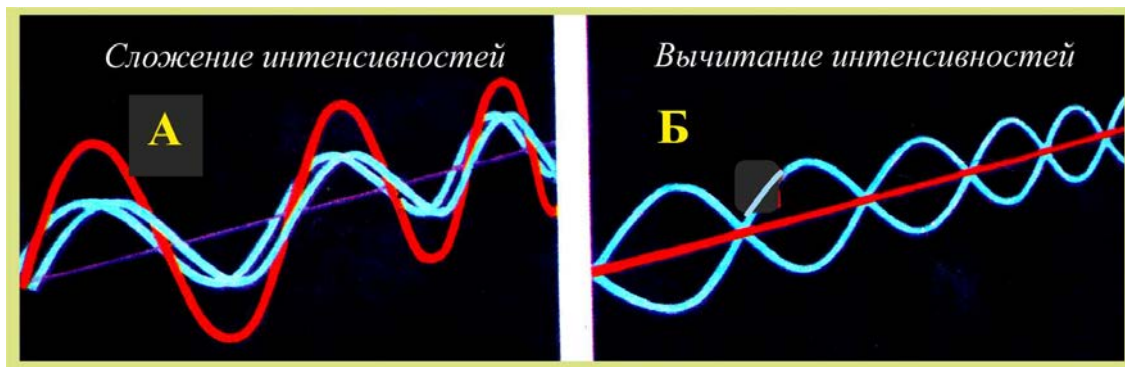 Сложение интенсивностей
А
Вычитание интенсивностей
Б